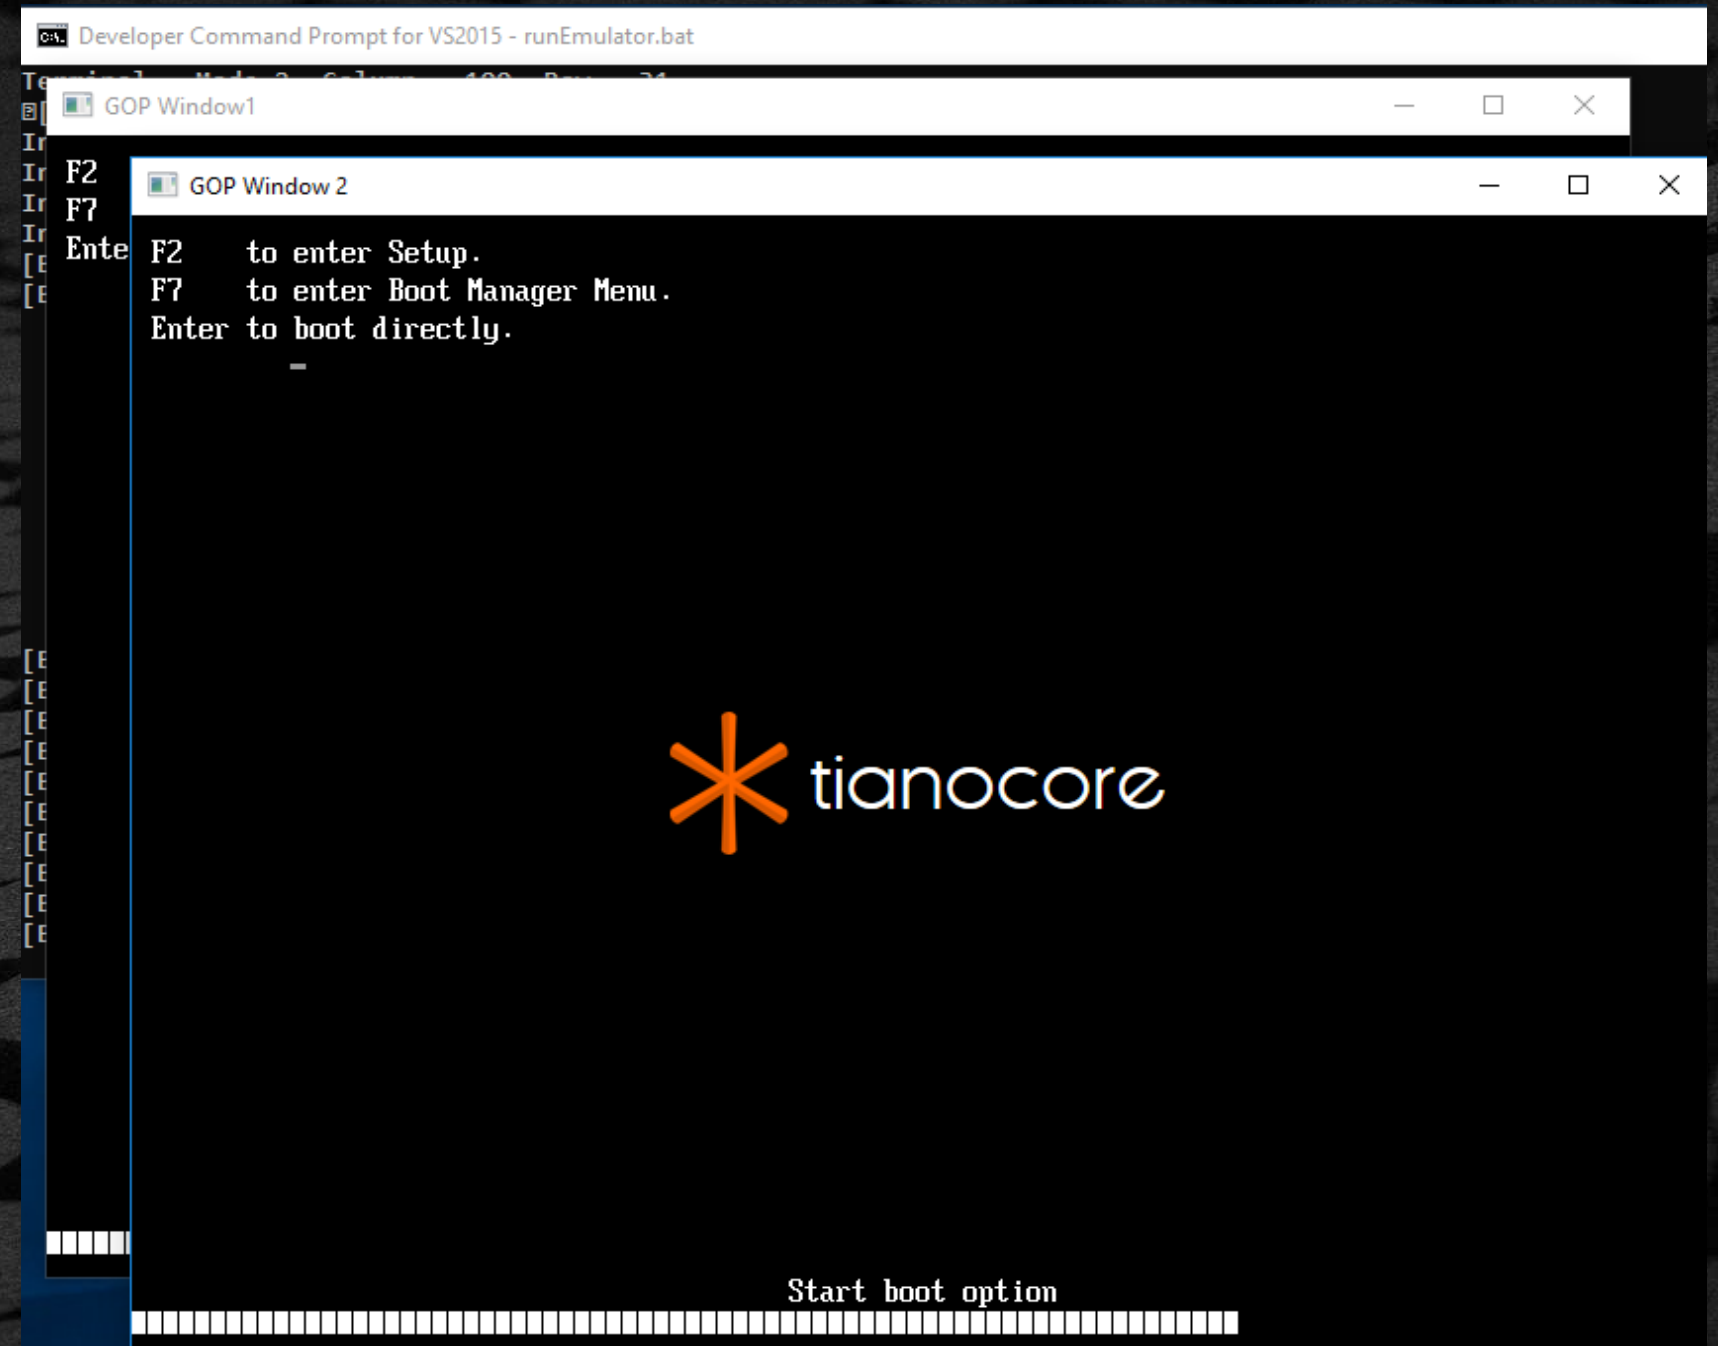 Developer Command Prompt for VS2015 - runEmulator.bat
GOP Window1
F2
F7
Ente
GOP Window 2
F2 to enter Setup.
F7 to enter Boot Manager Menu.
Enter to boot directly.
tianocore
Start boot option